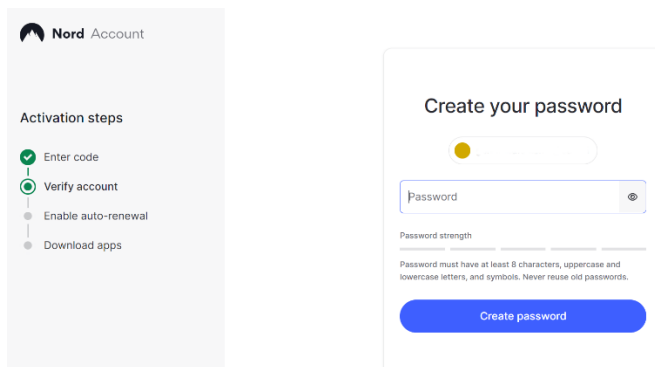 Nord Account
Activation steps
Enter code
Verify account
Enable auto-renewal
Download apps
Create your password
Password
Password strength
Password must have at least 8 characters, uppercase and
lowercase letters, and symbols. Never reuse old passwords.
Create password